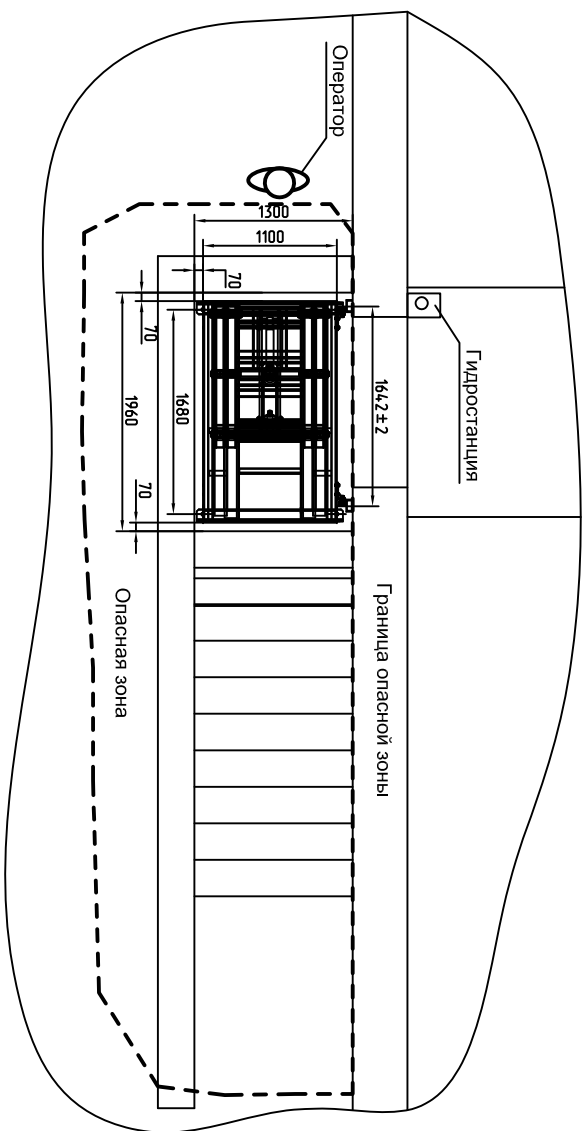 Оператор
1300
1100
70
70
1642±2
Гидростанция
1680
1960
70
Граница опасной зоны
Опасная зона